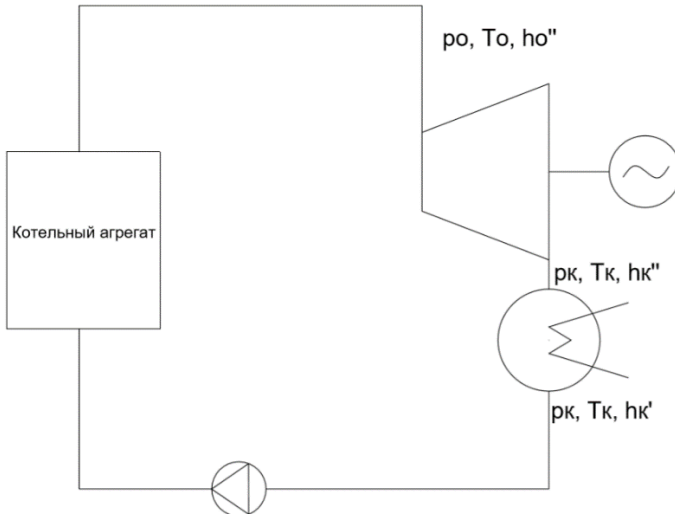 po, To, ho"
Котельный агрегат
pк, Tк, hк"
pк, Tк, hк'